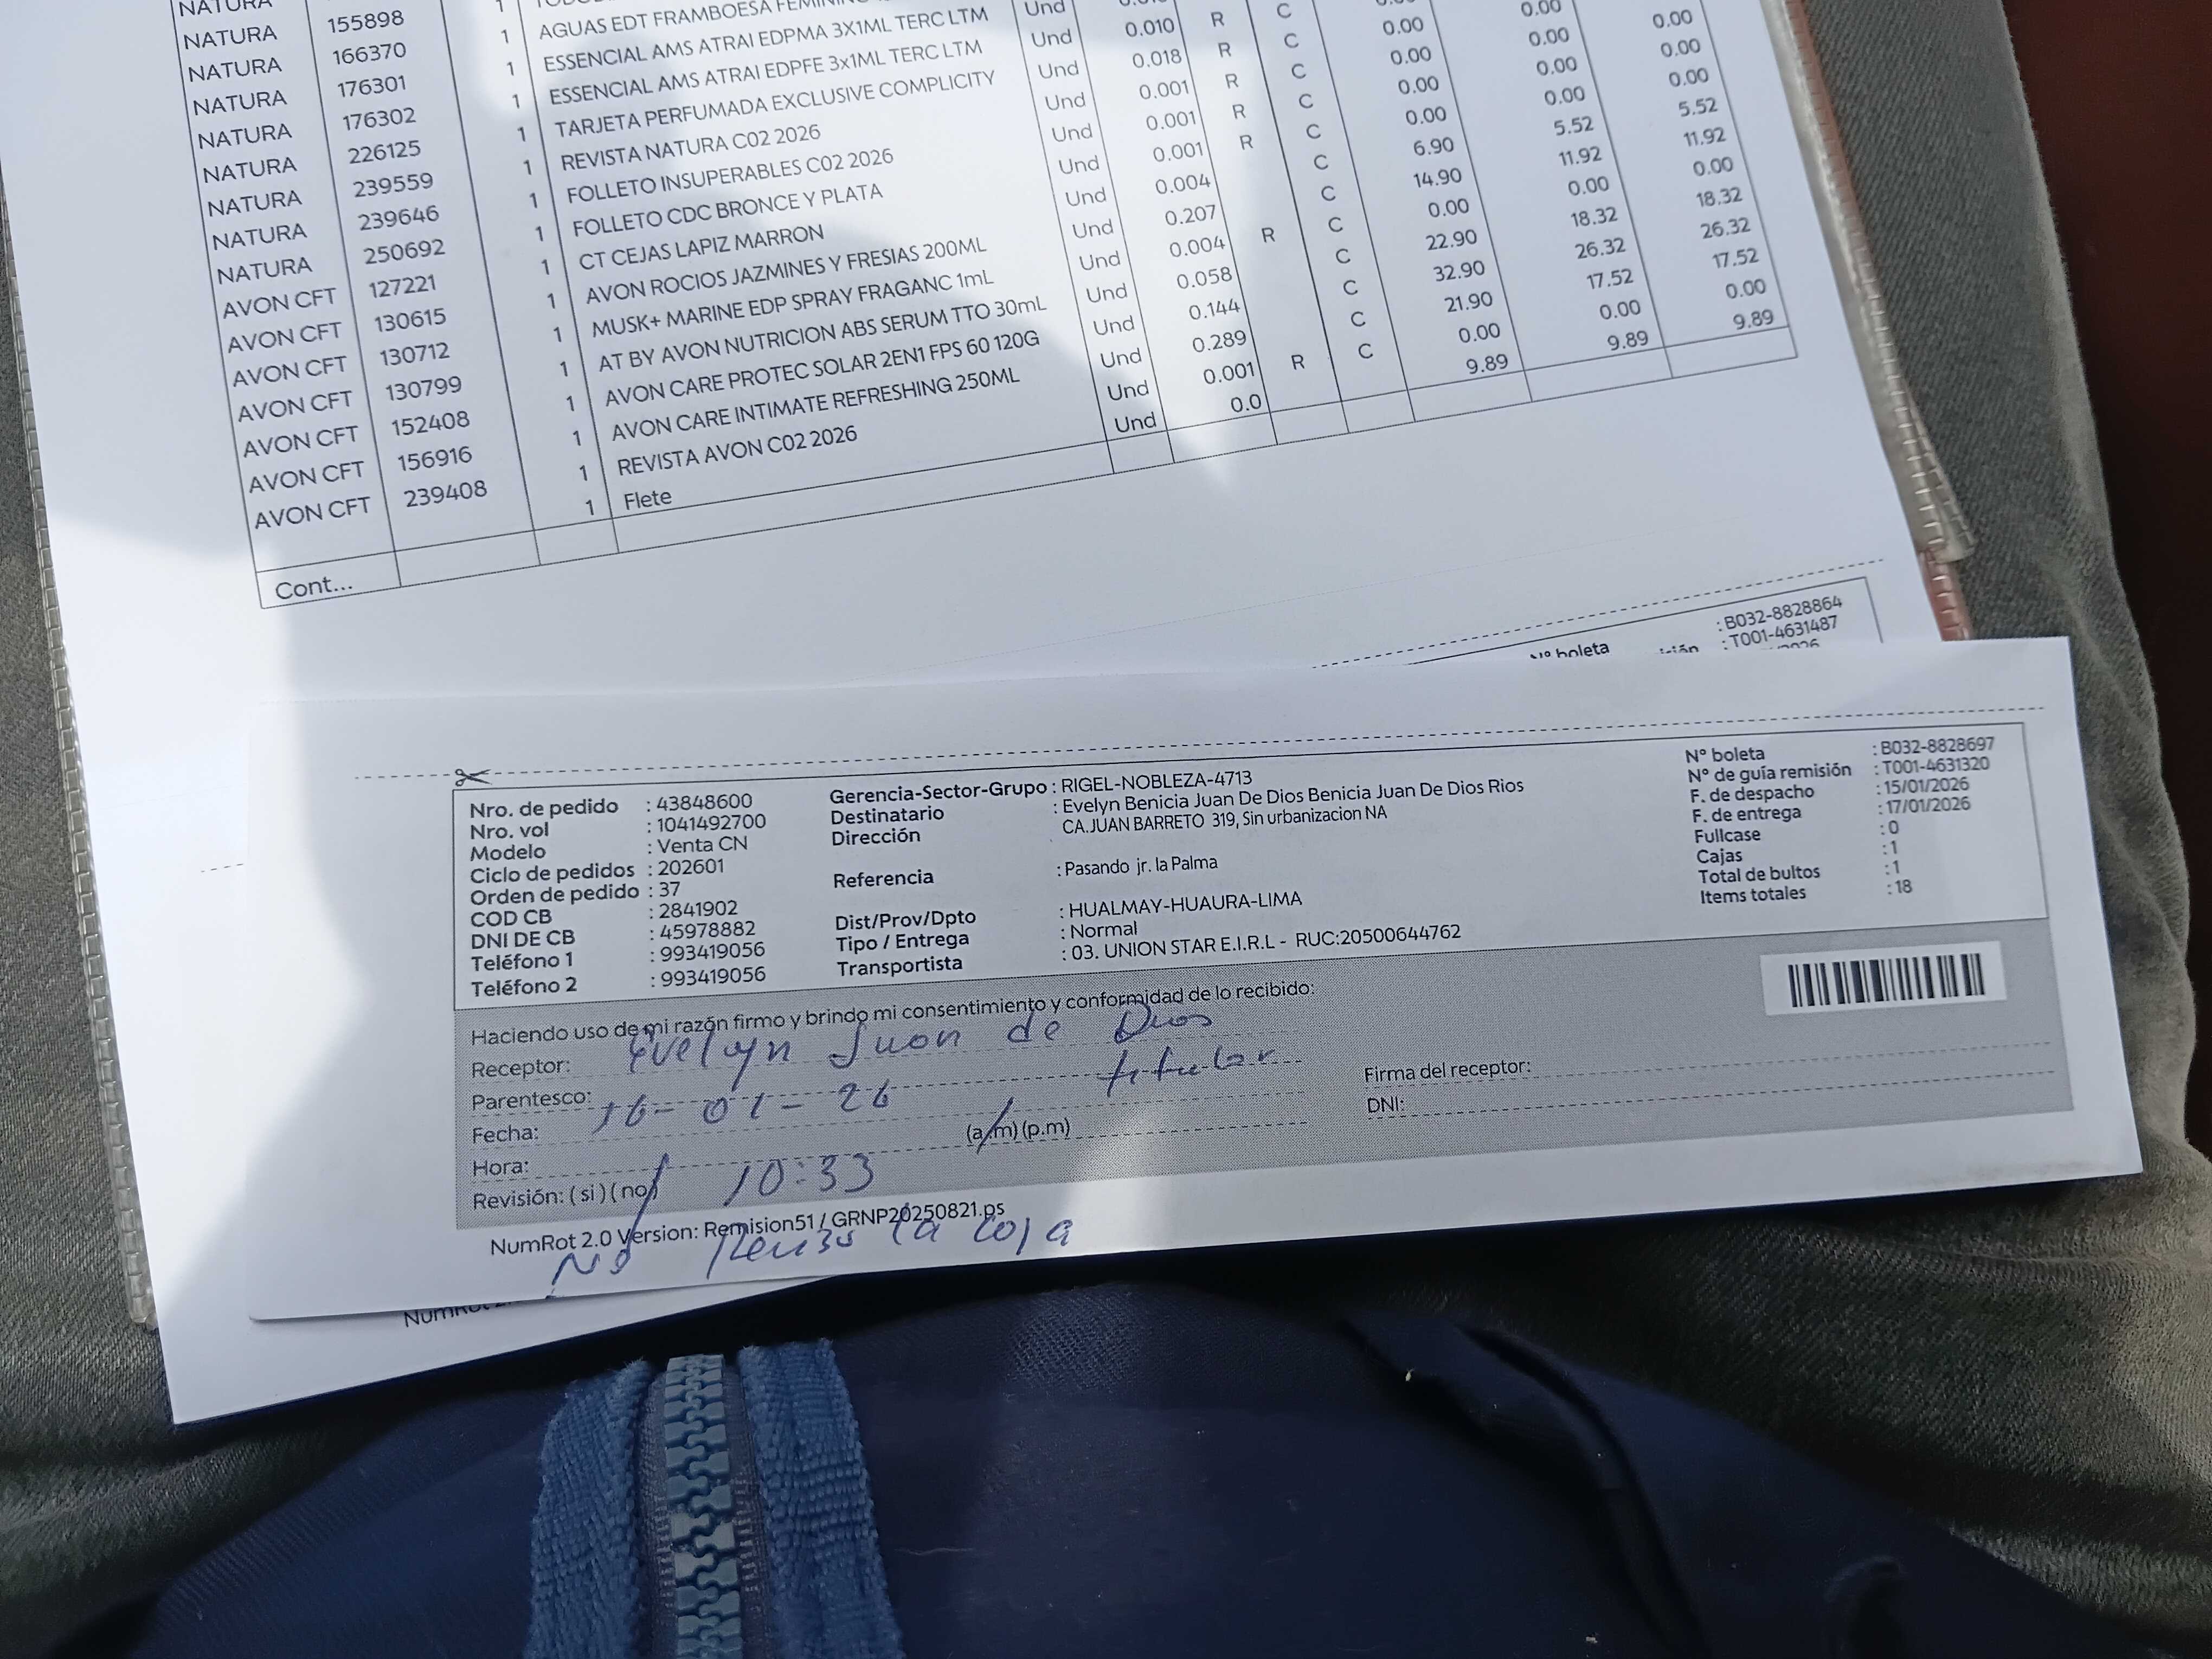 NATURA 155898 1
NATURA 166370 1 AGUAS EDT FRAMBOESA
NATURA 176301 1 ESSENCIAL AMS ATRAI EDPMA 3X1ML TERC LTM Und
NATURA 176302 1 ESSENCIAL AMS ATRAI EDPFE 3x1ML TERC LTM Und 0.010 R C
NATURA 226125 1 TARJETA PERFUMADA EXCLUSIVE COMPLICITY Und 0.018 R C 0.00 0.00
NATURA 239559 1 REVISTA NATURA C02 2026 Und 0.001 R C 0.00 0.00 0.00
NATURA 239646 1 FOLLETO INSUPERABLES C02 2026 Und 0.001 R C 0.00 0.00 0.00
NATURA 250692 1 FOLLETO CDC BRONCE Y PLATA Und 0.001 R C 0.00 0.00 0.00
AVON CFT 127221 1 CT CEJAS LAPIZ MARRON Und 0.004 C 6.90 5.52 5.52
AVON CFT 130615 1 AVON ROCIOS JAZMINES Y FRESIAS 200ML Und 0.207 C 14.90 11.92 11.92
AVON CFT 130712 1 MUSK+ MARINE EDP SPRAY FRAGANC 1mL Und 0.004 R C 0.00 0.00 0.00
AVON CFT 130799 1 AT BY AVON NUTRICION ABS SERUM TTO 30mL Und 0.058 C 22.90 18.32 18.32
AVON CFT 152408 1 AVON CARE PROTEC SOLAR 2EN1 FPS 60 120G Und 0.144 C 32.90 26.32 26.32
AVON CFT 156916 1 AVON CARE INTIMATE REFRESHING 250ML Und 0.289 C 21.90 17.52 17.52
AVON CFT 239408 1 REVISTA AVON C02 2026 Und 0.001 R C 0.00 0.00 0.00
1 Flete Und 0.0 9.89 9.89 9.89
Cont...
Nº boleta : B032-8828864
: T001-4631487
Nro. de pedido : 43848600
Nro. vol : 1041492700
Modelo : Venta CN
Ciclo de pedidos : 202601
Orden de pedido : 37
COD CB : 2841902
DNI DE CB : 45978882
Teléfono 1 : 993419056
Teléfono 2 : 993419056
Gerencia-Sector-Grupo : RIGEL-NOBLEZA-4713
Destinatario : Evelyn Benicia Juan De Dios Benicia Juan De Dios Rios
Dirección CA.JUAN BARRETO 319, Sin urbanizacion NA
Referencia : Pasando jr. la Palma
Dist/Prov/Dpto : HUALMAY-HUAURA-LIMA
Tipo / Entrega : Normal
Transportista : 03. UNION STAR E.I.R.L - RUC:20500644762
Nº boleta : B032-8828697
Nº de guía remisión : T001-4631320
F. de despacho : 15/01/2026
F. de entrega : 17/01/2026
Fullcase : 0
Cajas : 1
Total de bultos : 1
Items totales : 18
Haciendo uso de mi razón firmo y brindo mi consentimiento y conformidad de lo recibido:
Receptor: Evelyn Juan de Dios
Parentesco: titular
Fecha: 16-01-26
Hora: (a.m) (p.m)
Revisión: ( si ) ( no ) 10:33
Firma del receptor:
DNI:
NumRot 2.0 Version: Remision51 / GRNP20250821.ps
No Reviso la caja